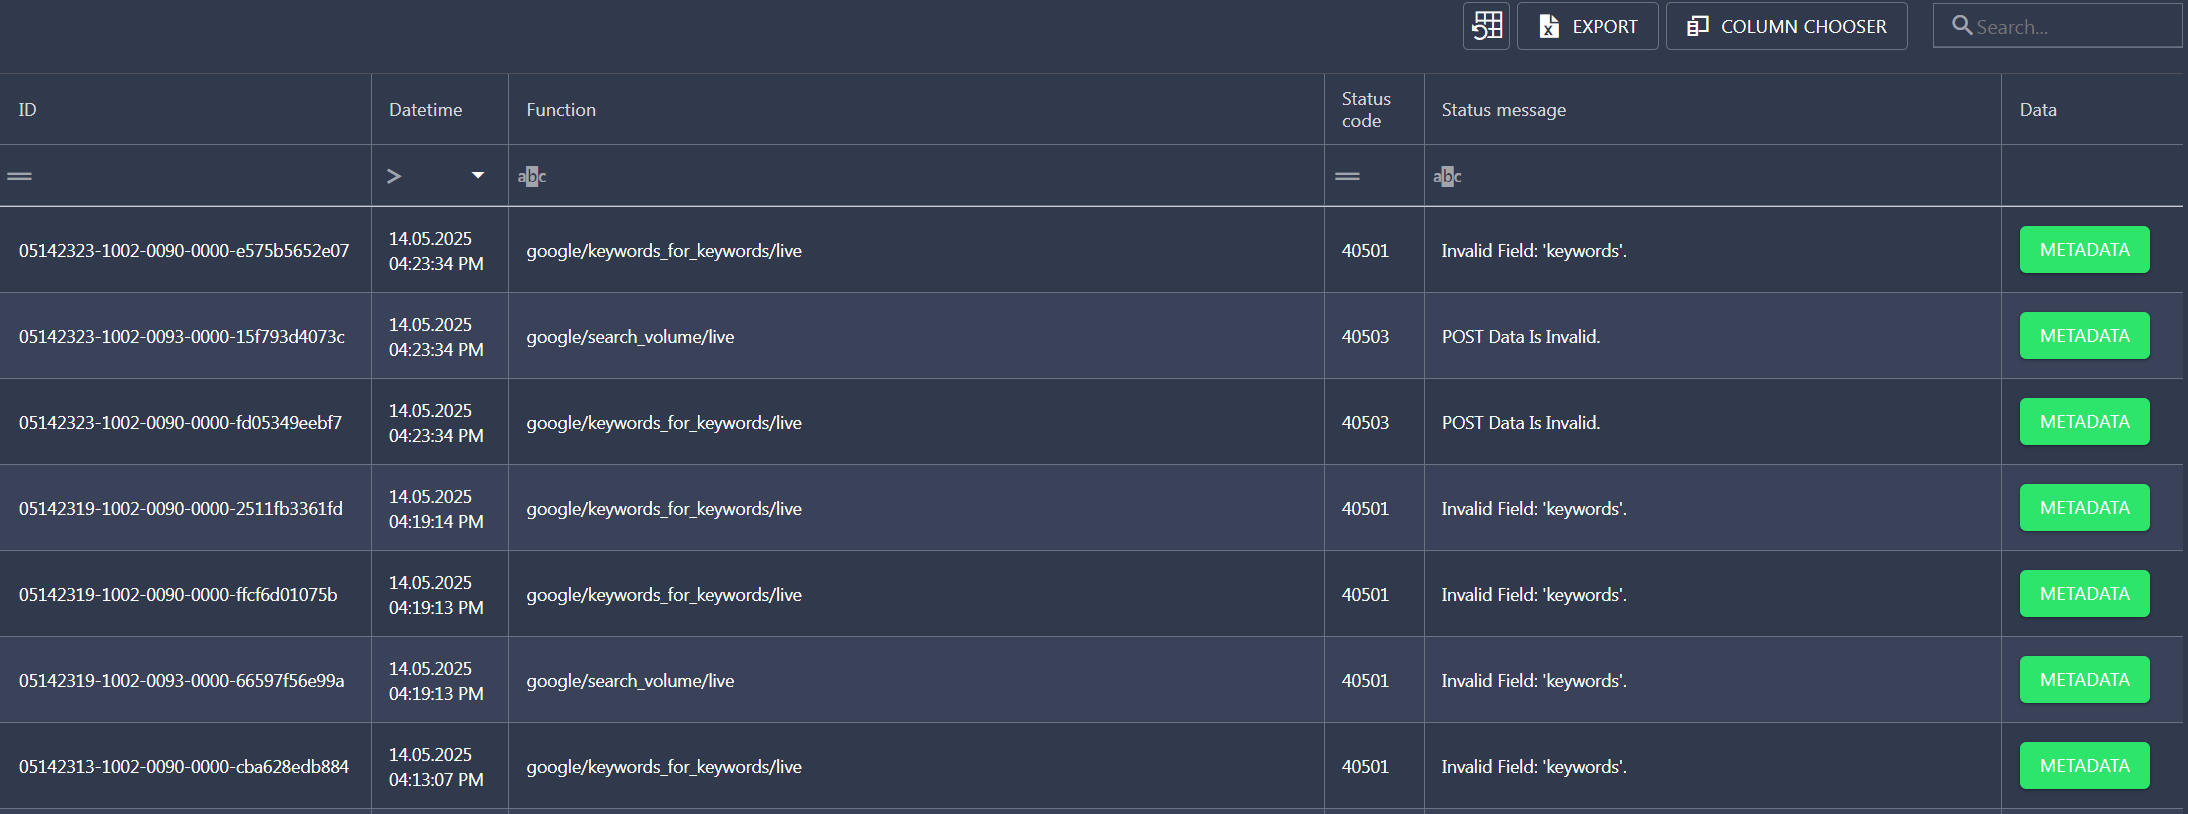 EXPORT COLUMN CHOOSER Search...
ID Datetime Function Status code Status message Data
abc abc
05142323-1002-0090-0000-e575b5652e07 14.05.2025 04:23:34 PM google/keywords_for_keywords/live 40501 Invalid Field: 'keywords'. METADATA
05142323-1002-0093-0000-15f793d4073c 14.05.2025 04:23:34 PM google/search_volume/live 40503 POST Data Is Invalid. METADATA
05142323-1002-0090-0000-fd05349eebf7 14.05.2025 04:23:34 PM google/keywords_for_keywords/live 40503 POST Data Is Invalid. METADATA
05142319-1002-0090-0000-2511fb3361fd 14.05.2025 04:19:14 PM google/keywords_for_keywords/live 40501 Invalid Field: 'keywords'. METADATA
05142319-1002-0090-0000-ffcf6d01075b 14.05.2025 04:19:13 PM google/keywords_for_keywords/live 40501 Invalid Field: 'keywords'. METADATA
05142319-1002-0093-0000-66597f56e99a 14.05.2025 04:19:13 PM google/search_volume/live 40501 Invalid Field: 'keywords'. METADATA
05142313-1002-0090-0000-cba628edb884 14.05.2025 04:13:07 PM google/keywords_for_keywords/live 40501 Invalid Field: 'keywords'. METADATA